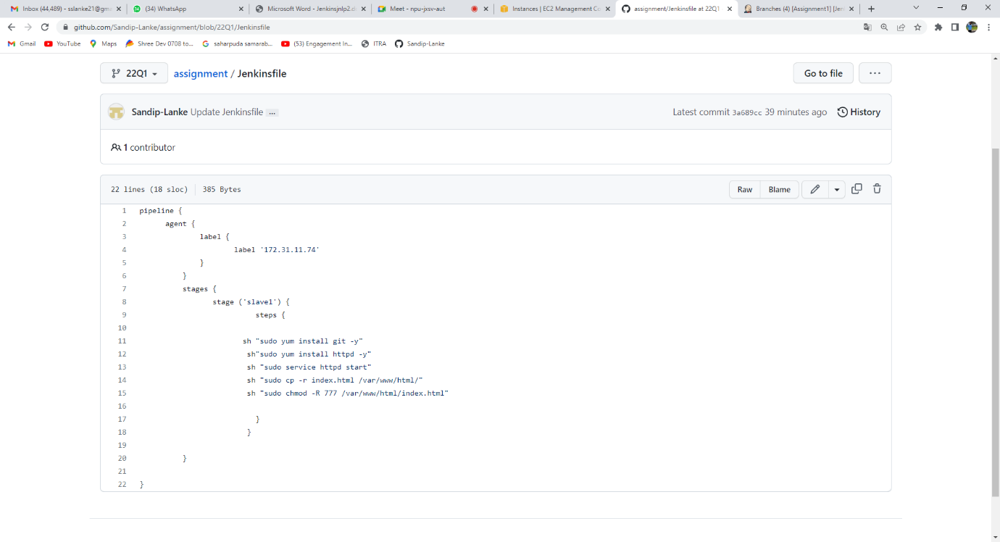 Inbox (44,489) - sslanke21@gm
(34) WhatsApp
Microsoft Word - Jenkinsjnlp2.d
Meet - npu-jxsv-aut
Instances | EC2 Management Co
assignment/Jenkinsfile at 22Q1
Branches (4) [Assignment1] [Jen
github.com/Sandip-Lanke/assignment/blob/22Q1/Jenkinsfile
Gmail
YouTube
Maps
Shree Dev 0708 to...
saharpuda samarab...
(53) Engagement In...
ITRA
Sandip-Lanke
22Q1
assignment / Jenkinsfile
Go to file
...
Sandip-Lanke Update Jenkinsfile ...
Latest commit 3a689cc 39 minutes ago
History
1 contributor
22 lines (18 sloc)
385 Bytes
Raw
Blame
1 pipeline {
2 agent {
3 label {
4 label '172.31.11.74'
5 }
6 }
7 stages {
8 stage ('slave1') {
9 steps {
10
11 sh "sudo yum install git -y"
12 sh"sudo yum install httpd -y"
13 sh "sudo service httpd start"
14 sh "sudo cp -r index.html /var/www/html/"
15 sh "sudo chmod -R 777 /var/www/html/index.html"
16
17 }
18 }
19
20 }
21
22 }